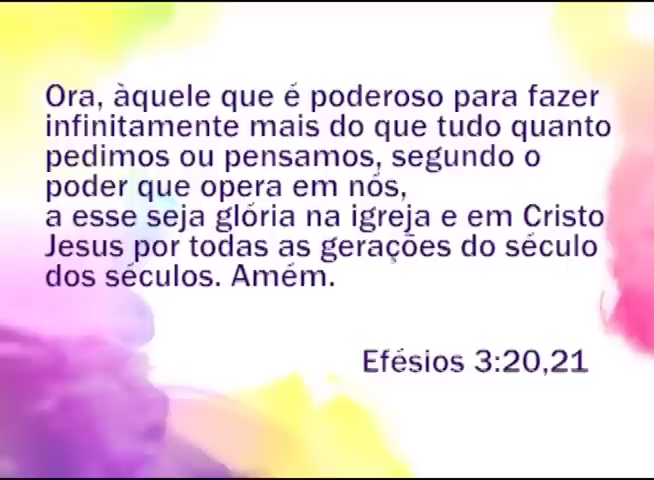 Ora, àquele que é poderoso para fazer
infinitamente mais do que tudo quanto
pedimos ou pensamos, segundo o
poder que opera em nós,
a esse seja glória na igreja e em Cristo
Jesus por todas as gerações do século
dos séculos. Amém.
Efésios 3:20,21